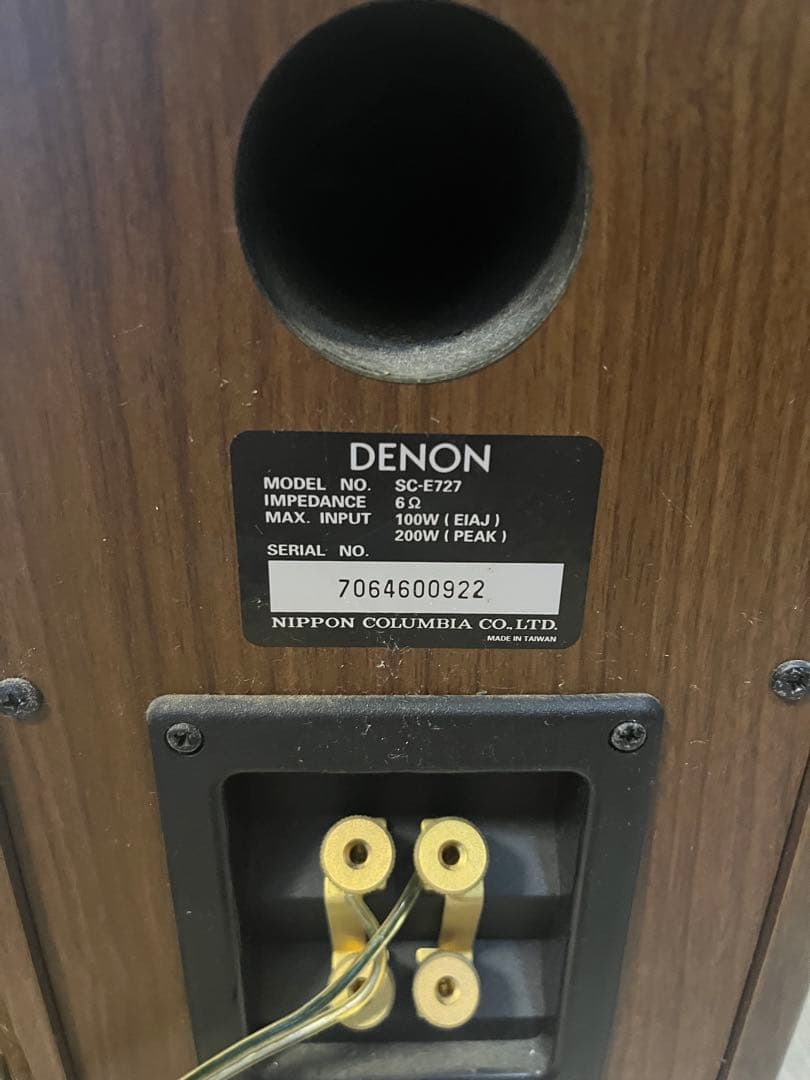 DENON
MODEL NO. SC-E727
IMPEDANCE 6Ω
MAX. INPUT 100W ( EIAJ )
200W ( PEAK )
SERIAL NO.
7064600922
NIPPON COLUMBIA CO.,LTD.
MADE IN TAIWAN